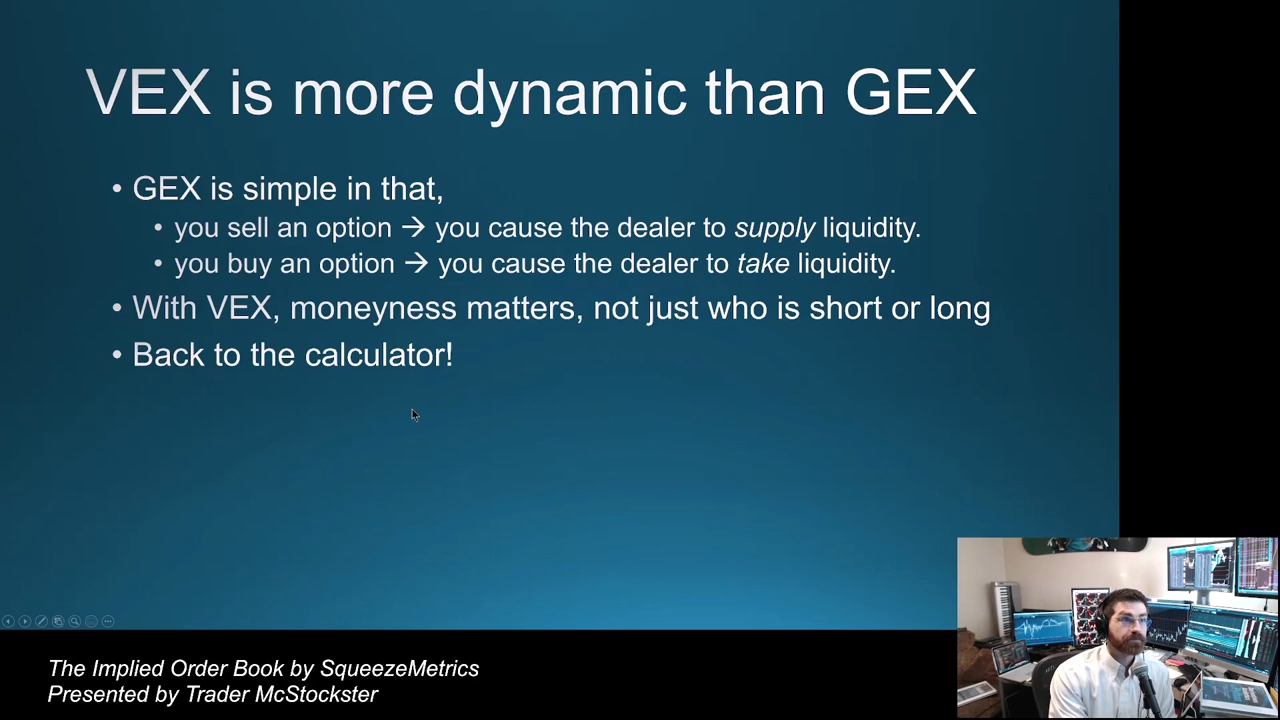 VEX is more dynamic than GEX
• GEX is simple in that,
• you sell an option → you cause the dealer to supply liquidity.
• you buy an option → you cause the dealer to take liquidity.
• With VEX, moneyness matters, not just who is short or long
• Back to the calculator!
The Implied Order Book by SqueezeMetrics
Presented by Trader McStockster